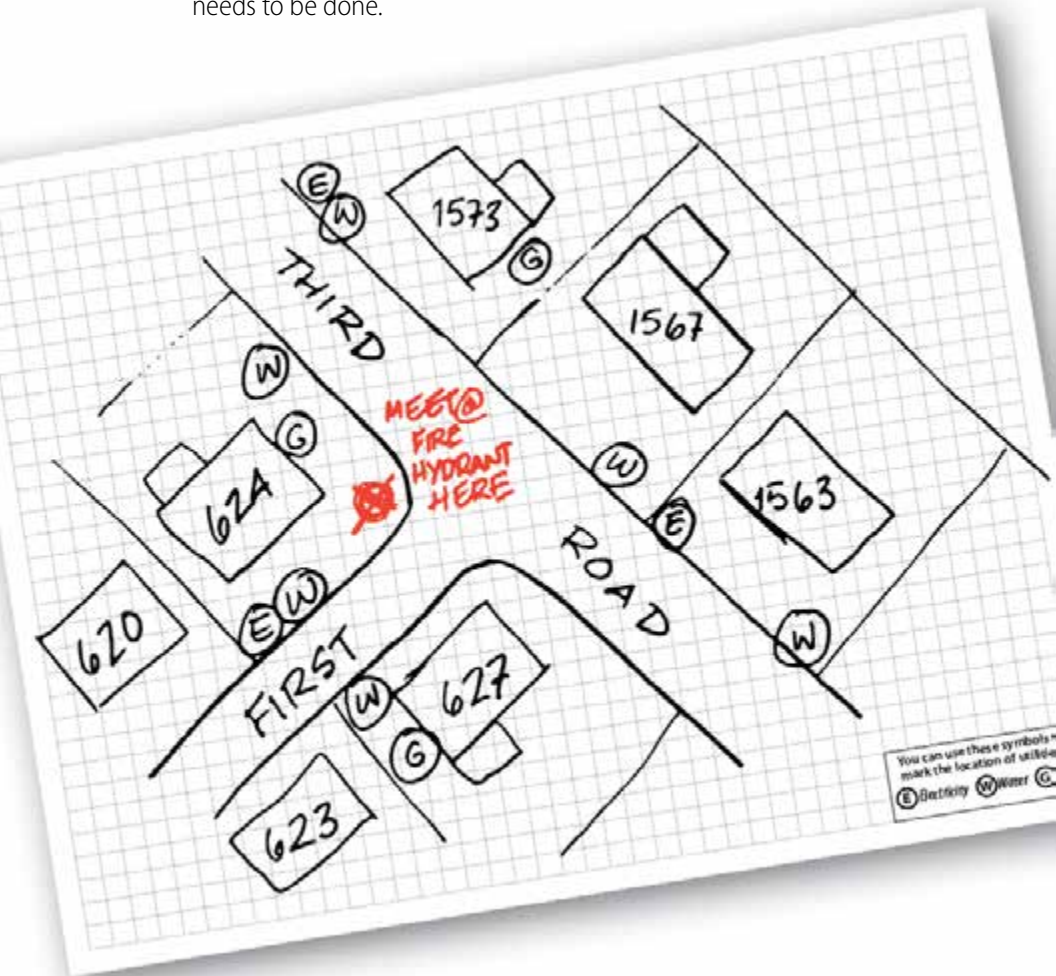 needs to be done.
E
W
1573
G
THIRD
1567
W
G
MEET@
FIRE
HYDRANT
HERE
624
W
E
1563
ROAD
620
E
W
FIRST
W
627
G
W
623
You can use these symbols
mark the location of utilities
E Electricity W Water G